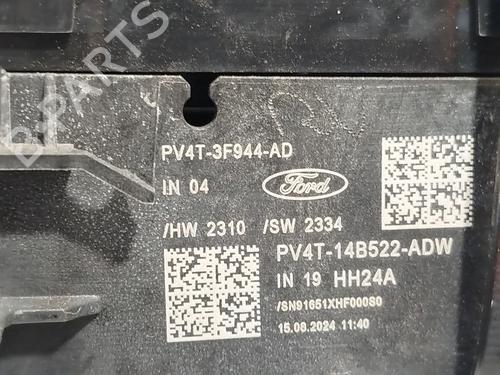 B-PARTS
PV4T-3F944-AD
IN 04
Ford
/HW 2310 /SW 2334
PV4T-14B522-ADW
IN 19 HH24A
/SN91651XHF000S0
15.08.2024 11:40